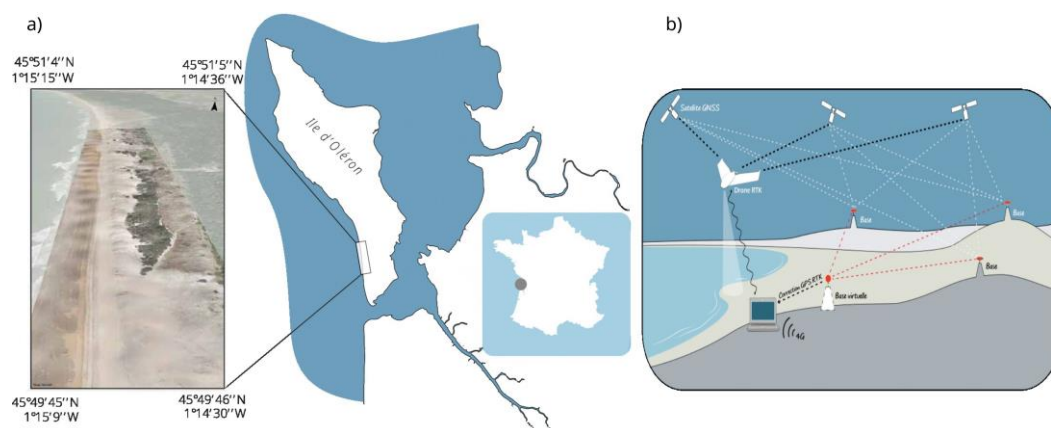 a)
45°51'4''N
1°15'15''W
45°51'5''N
1°14'36''W
Ile d'Oléron
45°49'45''N
1°15'9''W
45°49'46''N
1°14'30''W
b)
Satellite GNSS
Drone RTK
Base
Base
Base
Correction GPS RTK
Base virtuelle
4G